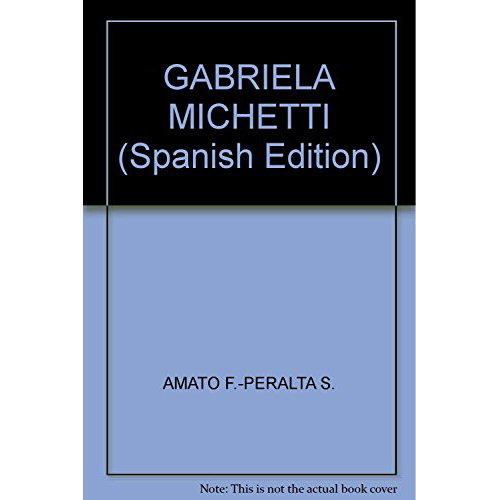 GABRIELA
MICHETTI
(Spanish Edition)
AMATO F.-PERALTA S.
Note: This is not the actual book cover